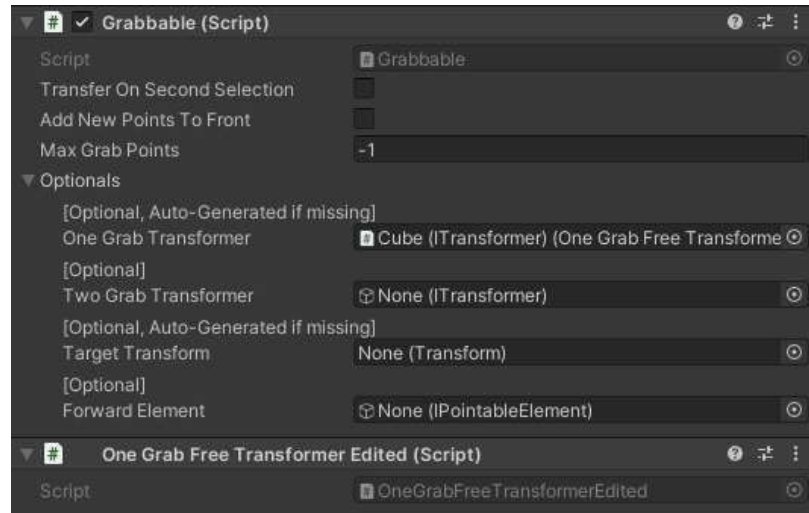 # Grabbable (Script)
Script # Grabbable
Transfer On Second Selection
Add New Points To Front
Max Grab Points -1
Optionals
[Optional, Auto-Generated if missing]
One Grab Transformer # Cube (ITransformer) (One Grab Free Transforme
[Optional]
Two Grab Transformer None (ITransformer)
[Optional, Auto-Generated if missing]
Target Transform None (Transform)
[Optional]
Forward Element None (IPointableElement)
# One Grab Free Transformer Edited (Script)
Script # OneGrabFreeTransformerEdited